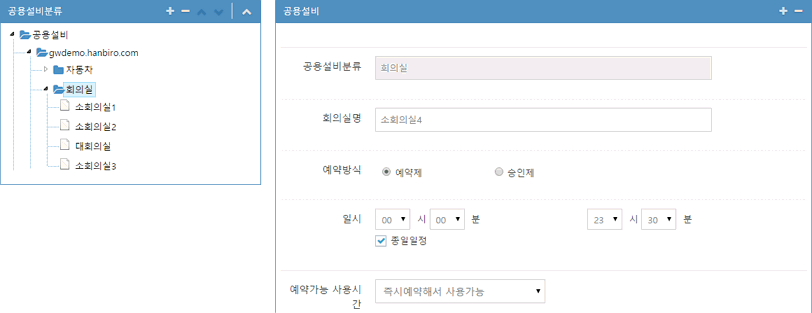 공용설비분류
공용설비
gwdemo.hanbiro.com
자동차
회의실
소회의실1
소회의실2
대회의실
소회의실3
공용설비
공용설비분류 회의실
회의실명 소회의실4
예약방식 예약제 승인제
일시 00 시 00 분 23 시 30 분
종일일정
예약가능 사용시
간
즉시예약해서 사용가능